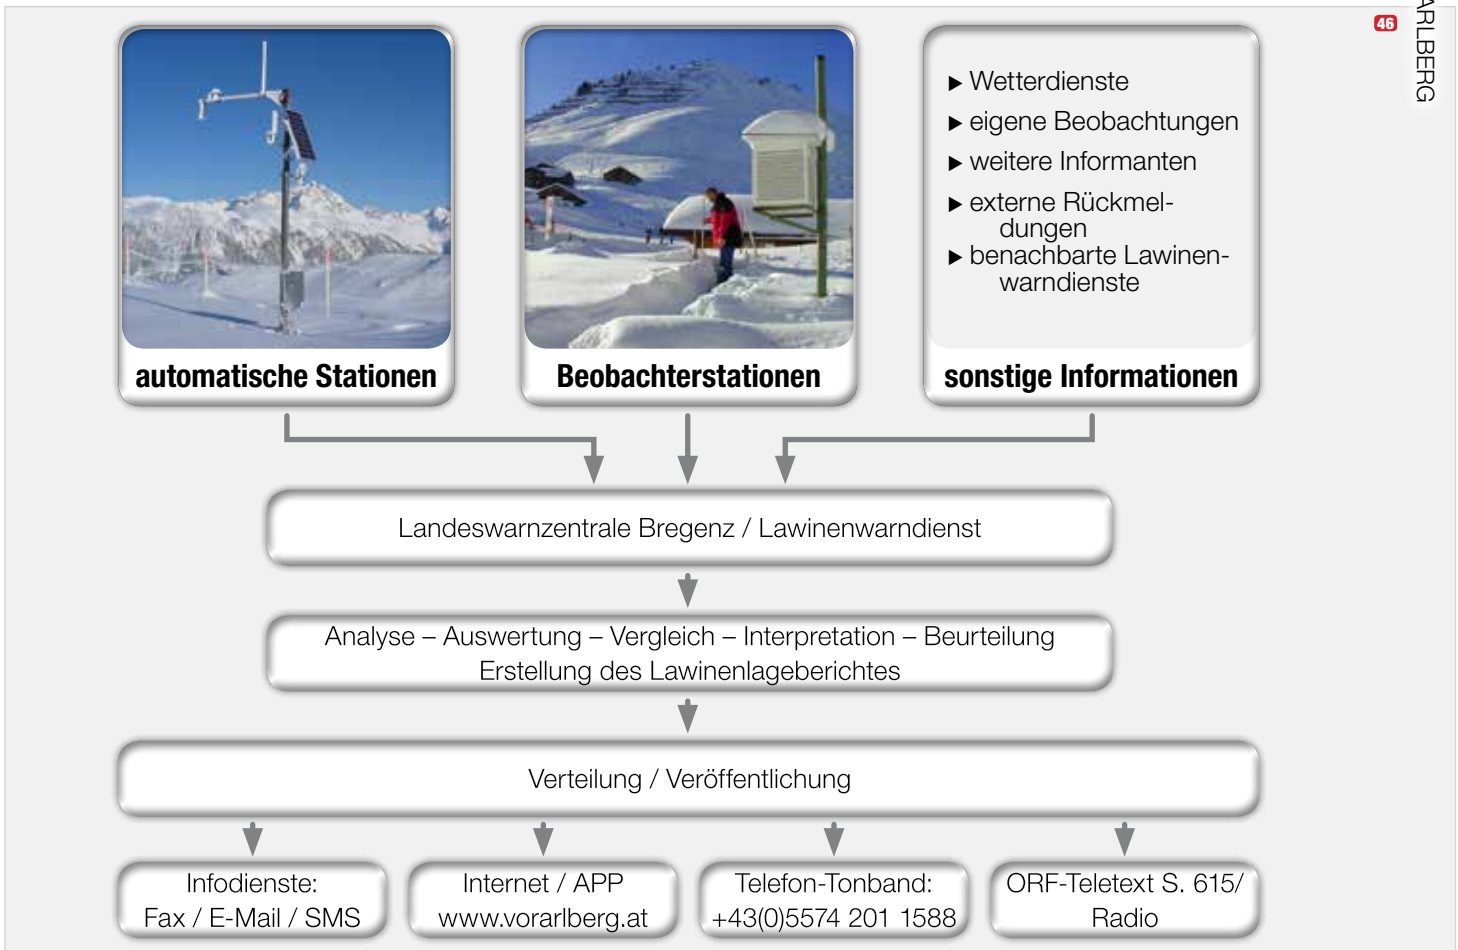 46
ARLBERG
► Wetterdienste
► eigene Beobachtungen
► weitere Informanten
► externe Rückmel-
dungen
► benachbarte Lawinen-
warndienste
automatische Stationen
Beobachterstationen
sonstige Informationen
Landeswarnzentrale Bregenz / Lawinenwarndienst
Analyse – Auswertung – Vergleich – Interpretation – Beurteilung
Erstellung des Lawinenlageberichtes
Verteilung / Veröffentlichung
Infodienste:
Fax / E-Mail / SMS
Internet / APP
www.vorarlberg.at
Telefon-Tonband:
+43(0)5574 201 1588
ORF-Teletext S. 615/
Radio